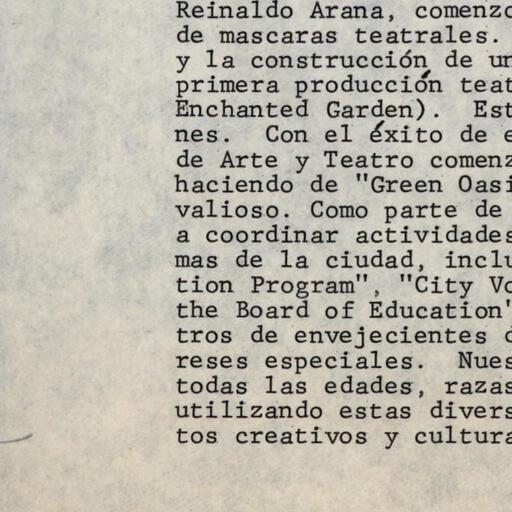 Reinaldo Arana, comenzo
de mascaras teatrales.
y la construcción de un
primera producción teat
Enchanted Garden).  Est
nes.  Con el éxito de e
de Arte y Teatro comenz
haciendo de "Green Oasi
valioso. Como parte de
a coordinar actividades
mas de la ciudad, inclu
tion Program", "City Vo
the Board of Education"
tros de envejecientes d
reses especiales.  Nues
todas las edades, razas
utilizando estas divers
tos creativos y cultura